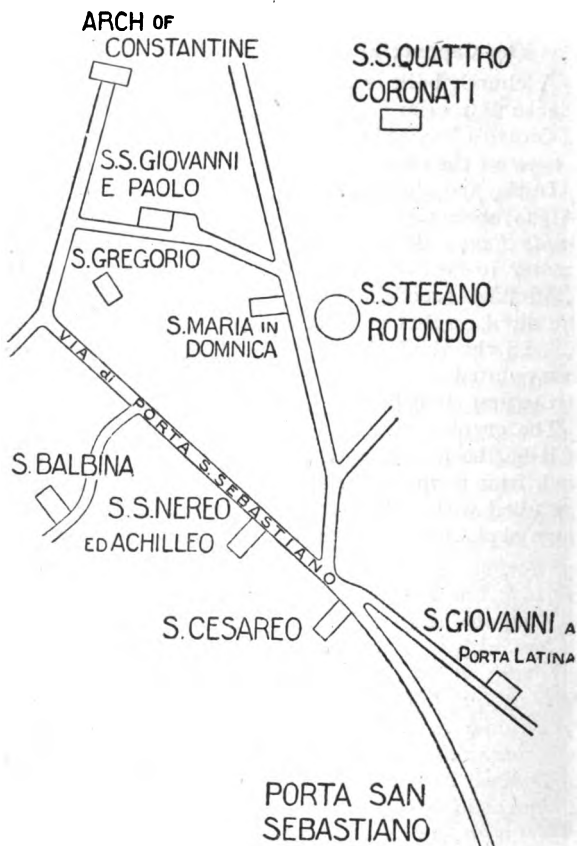 ARCH OF
CONSTANTINE
S.S.QUATTRO
CORONATI
S.S.GIOVANNI
E PAOLO
S.GREGORIO
S.MARIA IN
DOMNICA
S.STEFANO
ROTONDO
VIA di PORTA S.SEBASTIANO
S.BALBINA
S.S.NEREO
ED ACHILLEO
S.CESAREO
S.GIOVANNI A
PORTA LATINA
PORTA SAN
SEBASTIANO